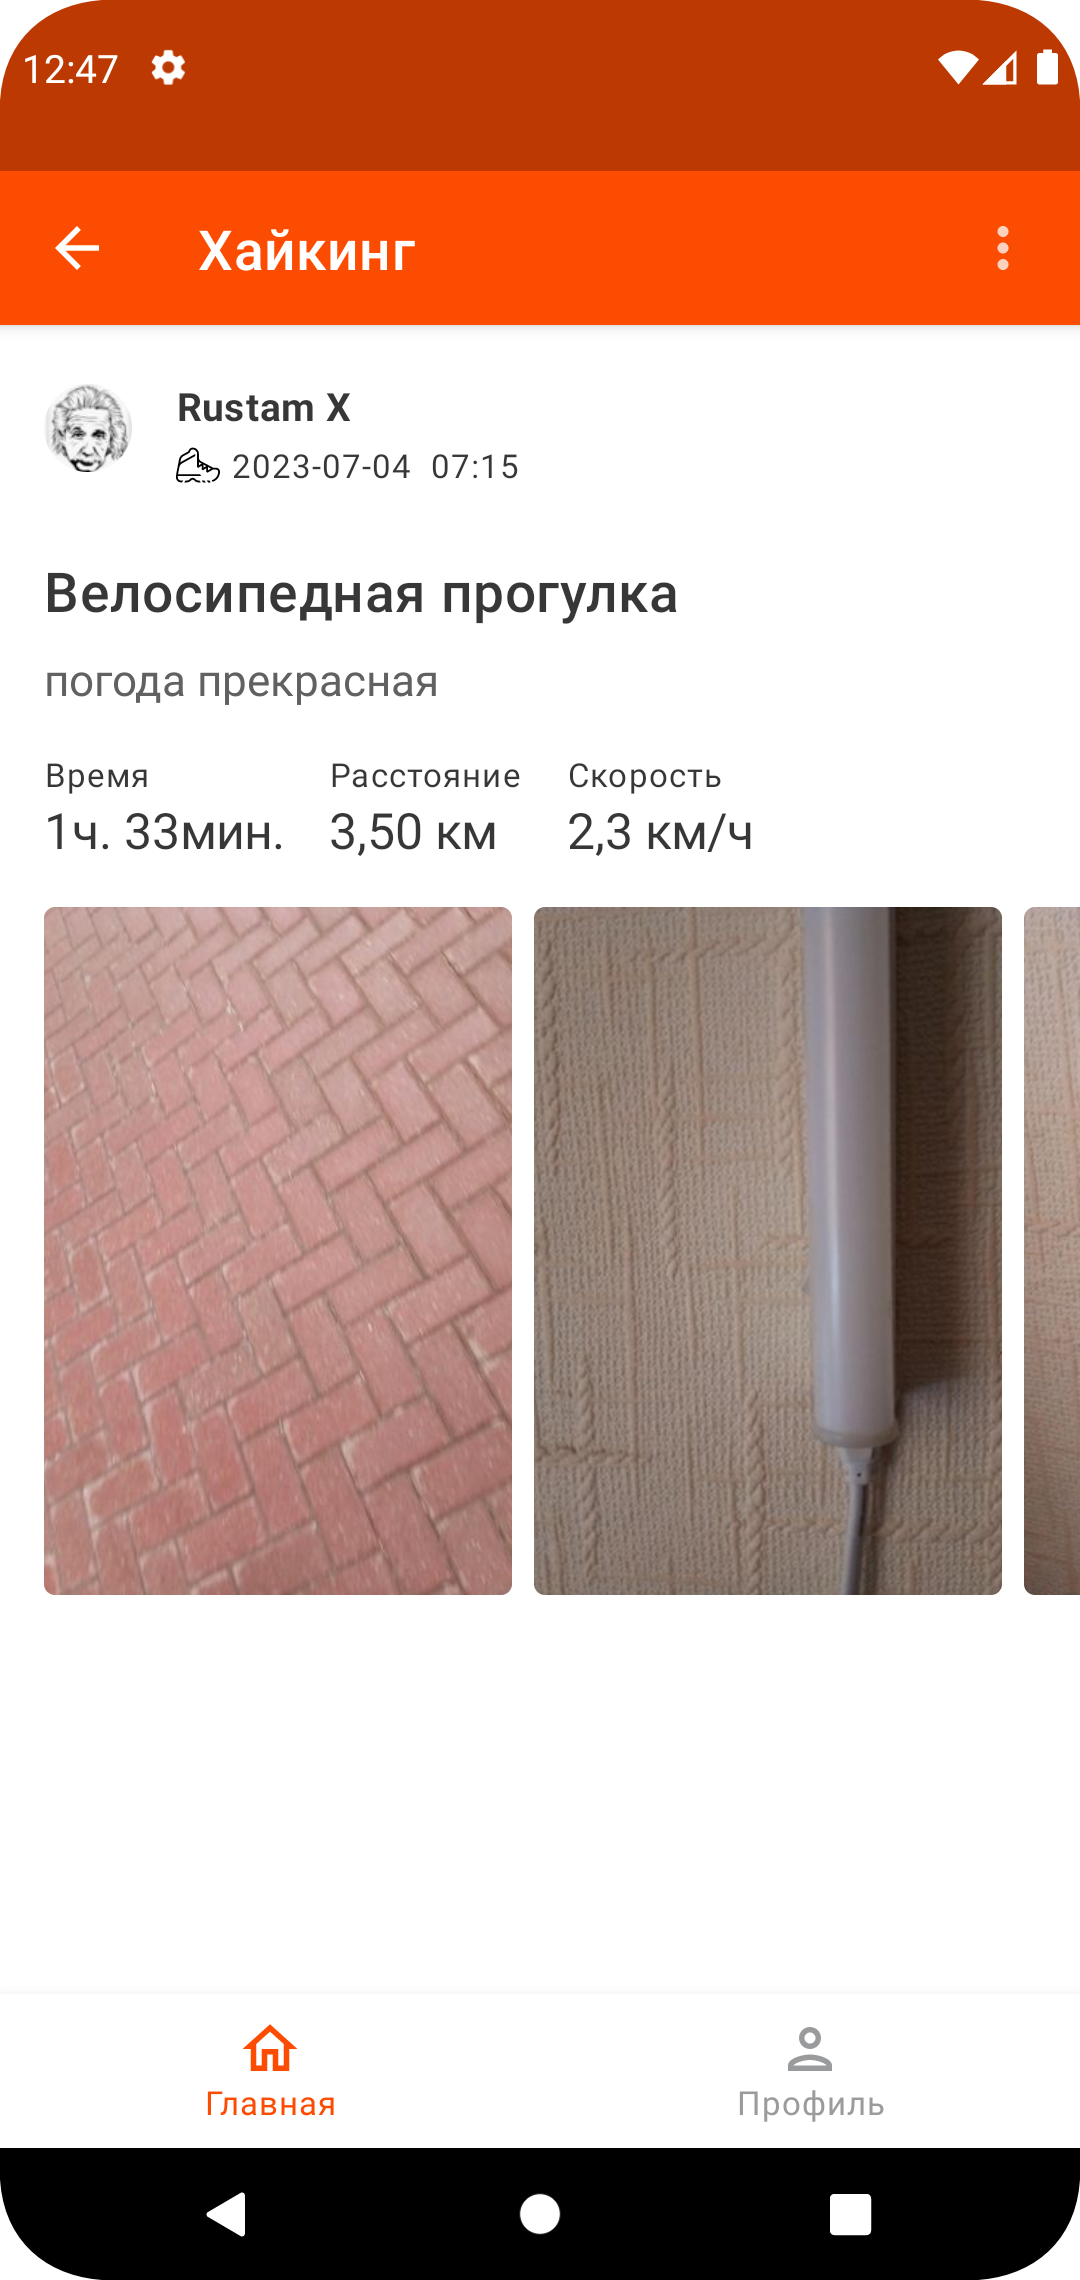 12:47
Хайкинг
Rustam X
2023-07-04 07:15
Велосипедная прогулка
погода прекрасная
Время Расстояние Скорость
1ч. 33мин. 3,50 км 2,3 км/ч
Главная Профиль